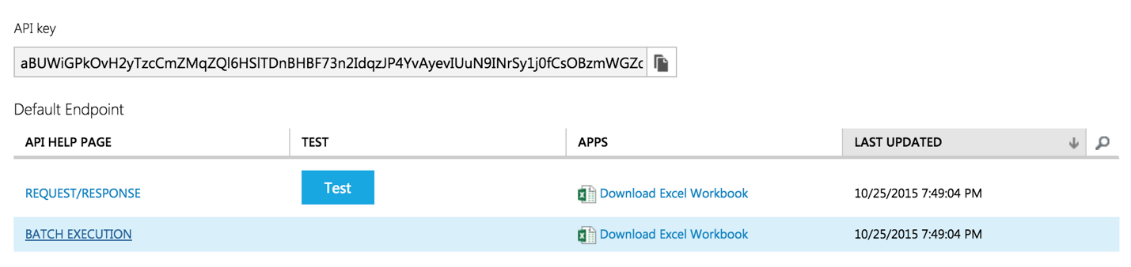 API key
aBUWiGPkOvH2yTzcCmZMqZQl6HSlTDnBHBF73n2IdqzJP4YvAyevIUuN9INrSy1j0fCsOBzmWGZc
Default Endpoint
API HELP PAGE TEST APPS LAST UPDATED
REQUEST/RESPONSE Test Download Excel Workbook 10/25/2015 7:49:04 PM
BATCH EXECUTION Download Excel Workbook 10/25/2015 7:49:04 PM